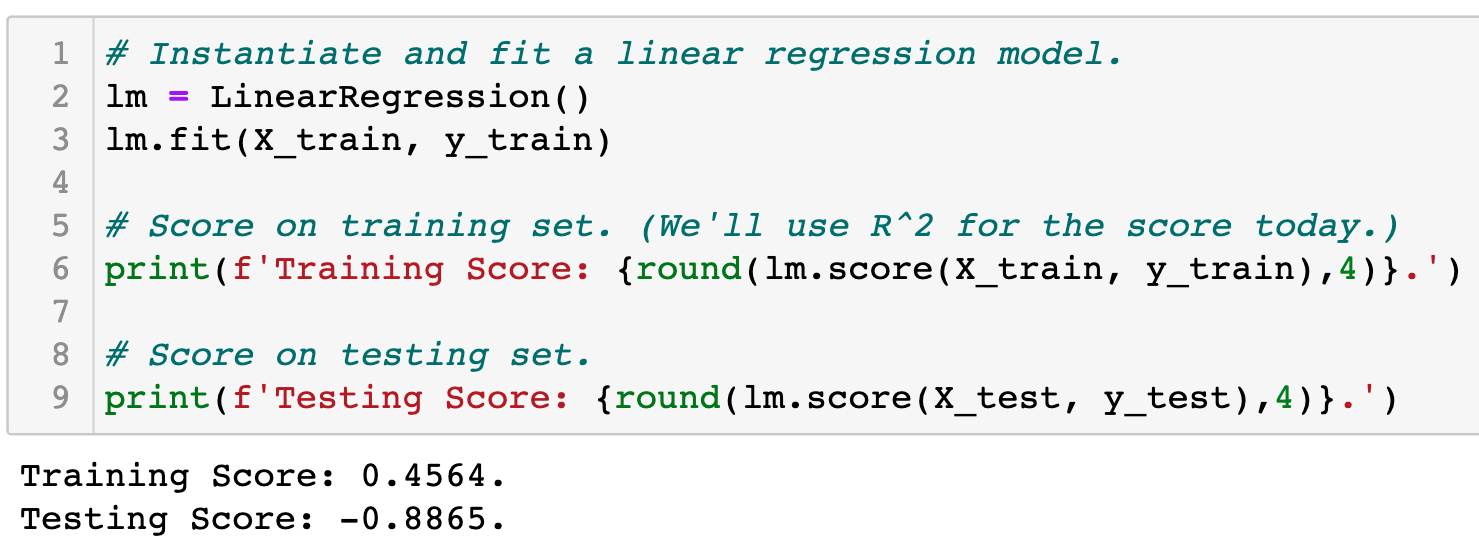 1 # Instantiate and fit a linear regression model.
2 lm = LinearRegression()
3 lm.fit(X_train, y_train)
4
5 # Score on training set. (We'll use R^2 for the score today.)
6 print(f'Training Score: {round(lm.score(X_train, y_train),4)}.')
7
8 # Score on testing set.
9 print(f'Testing Score: {round(lm.score(X_test, y_test),4)}.')
Training Score: 0.4564.
Testing Score: -0.8865.